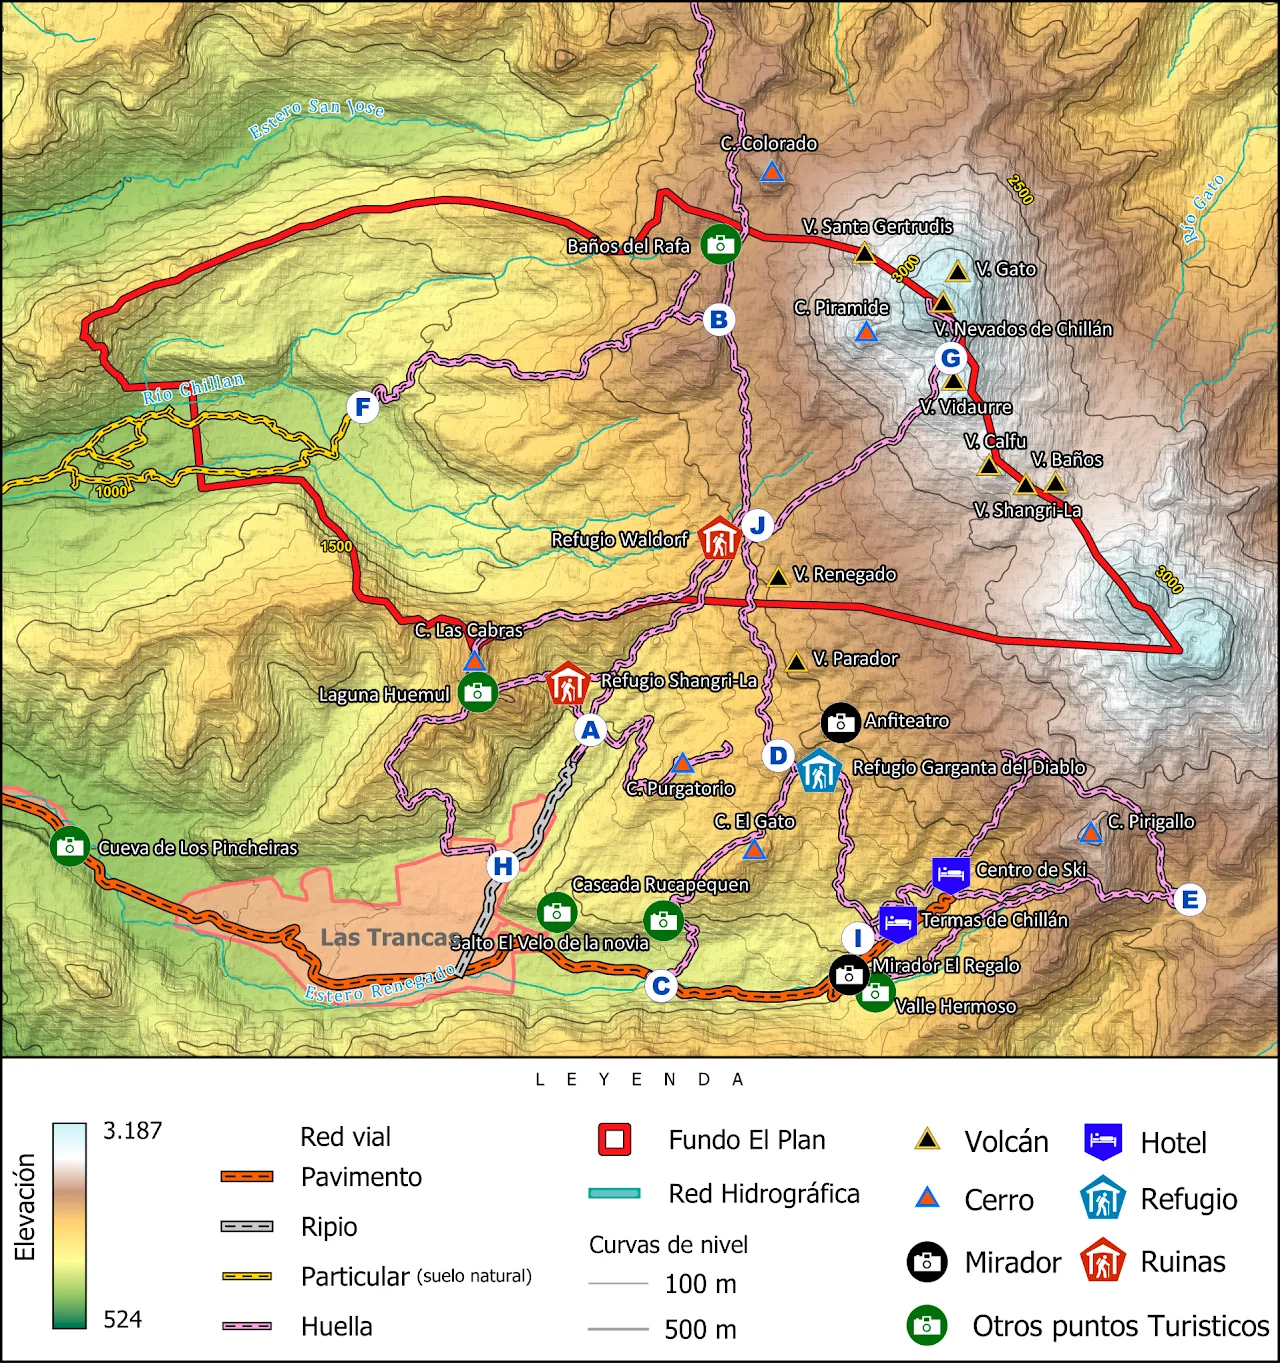 Estero San Jose
C. Colorado
2500
Río Gato
V. Santa Gertrudis
Baños del Rafa
3000
V. Gato
C. Piramide
B
V. Nevados de Chillán
G
Río Chillan
F
V. Vidaurre
V. Calfu
V. Baños
1000
V. Shangri-La
J
Refugio Waldorf
1500
V. Renegado
3000
C. Las Cabras
V. Parador
Refugio Shangri-La
Laguna Huemul
A
Anfiteatro
D
Refugio Garganta del Diablo
C. Purgatorio
C. El Gato
C. Pirigallo
Cueva de Los Pincheiras
H
Centro de Ski
Cascada Rucapequen
E
Termas de Chillán
Las Trancas
Salto El Velo de la novia
I
Mirador El Regalo
Estero Renegado
C
Valle Hermoso
LEYENDA
Elevación
3.187
524
Red vial
Pavimento
Ripio
Particular (suelo natural)
Huella
Fundo El Plan
Red Hidrográfica
Curvas de nivel
100 m
500 m
Volcán
Cerro
Mirador
Otros puntos Turisticos
Hotel
Refugio
Ruinas